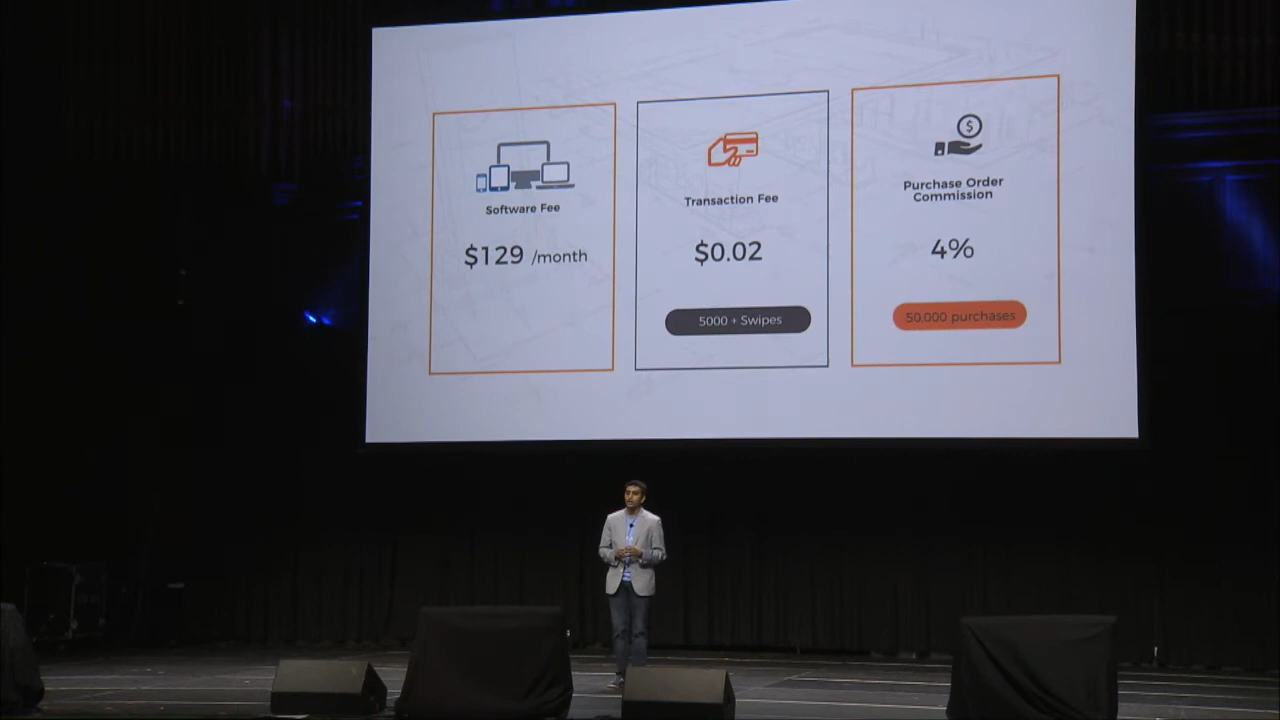 Software Fee
$129 /month
Transaction Fee
$0.02
5000 + Swipes
Purchase Order
Commission
4%
50,000 purchases